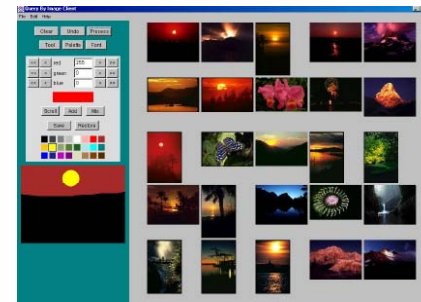 Query By Image Client
File Edit Help
Clear Undo Process
Tool Palette Font
<< < red 255 > >>
<< < green 0 > >>
<< < blue 0 > >>
Scroll Add Mix
Save Restore